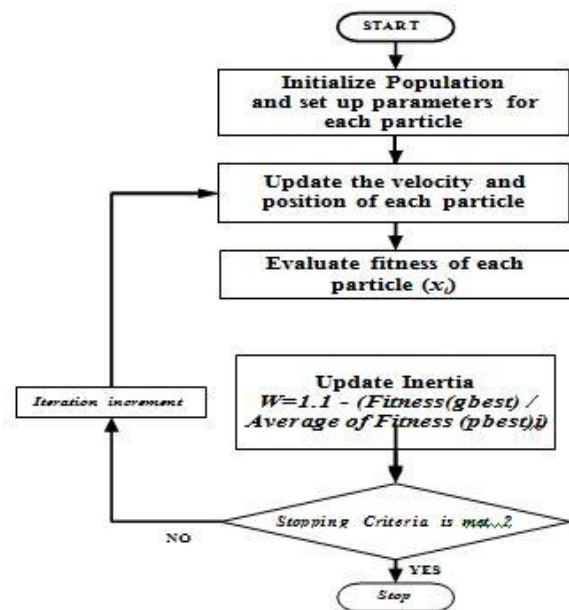 START
Initialize Population
and set up parameters for
each particle
Update the velocity and
position of each particle
Evaluate fitness of each
particle (xᵢ)
Update Inertia
W=1.1 - (Fitness(gbest) /
Average of Fitness (pbest)i)
Iteration increment
Stopping Criteria is met..?
NO
YES
Stop